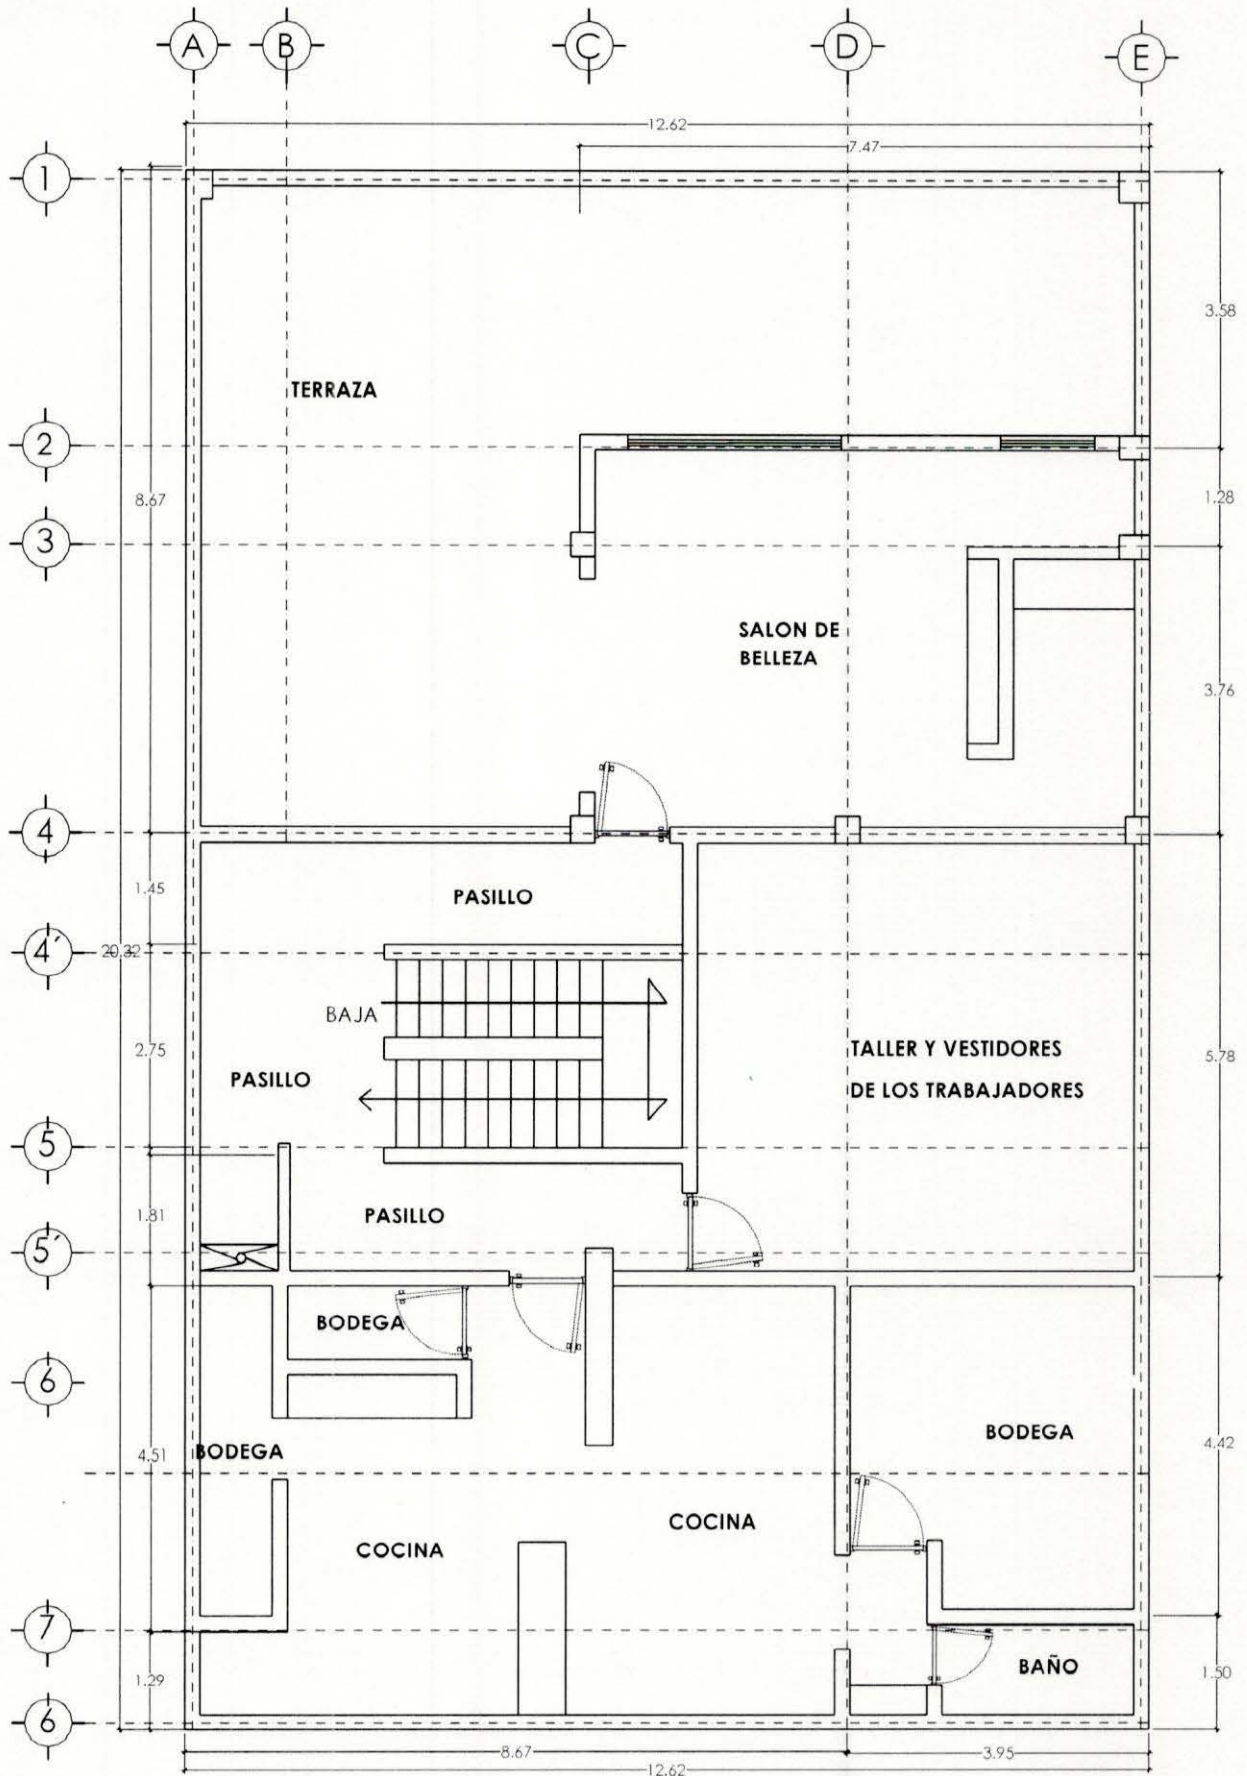 A B C D E
12.62
7.47
1
3.58
TERRAZA
2
8.67
1.28
3
SALON DE
BELLEZA
3.76
4
1.45
PASILLO
4´
20.32
BAJA
2.75
TALLER Y VESTIDORES
5.78
PASILLO
DE LOS TRABAJADORES
5
1.81
PASILLO
5´
BODEGA
6
BODEGA
4.51
BODEGA
4.42
COCINA
COCINA
7
1.29
BAÑO
1.50
6
8.67
3.95
12.62